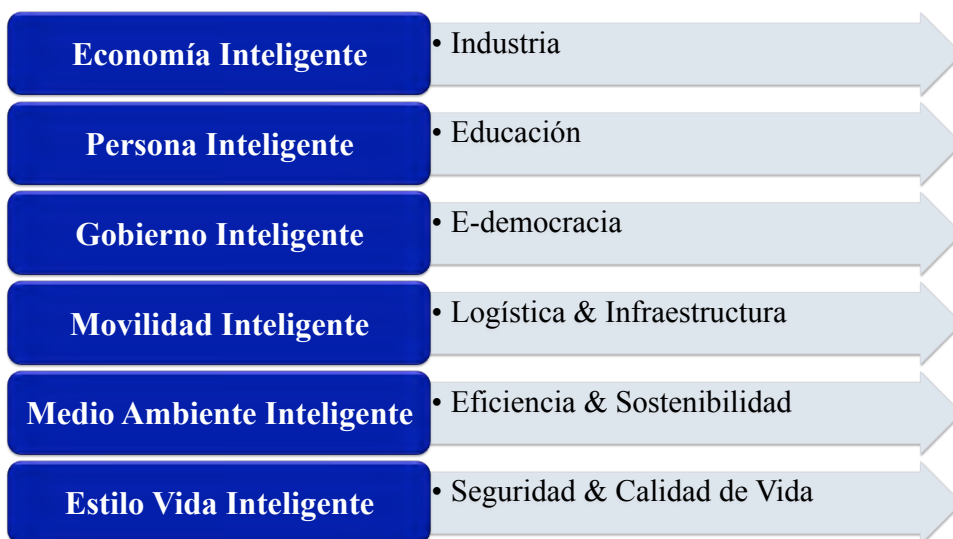 Economía Inteligente
• Industria
Persona Inteligente
• Educación
Gobierno Inteligente
• E-democracia
Movilidad Inteligente
• Logística & Infraestructura
Medio Ambiente Inteligente
• Eficiencia & Sostenibilidad
Estilo Vida Inteligente
• Seguridad & Calidad de Vida